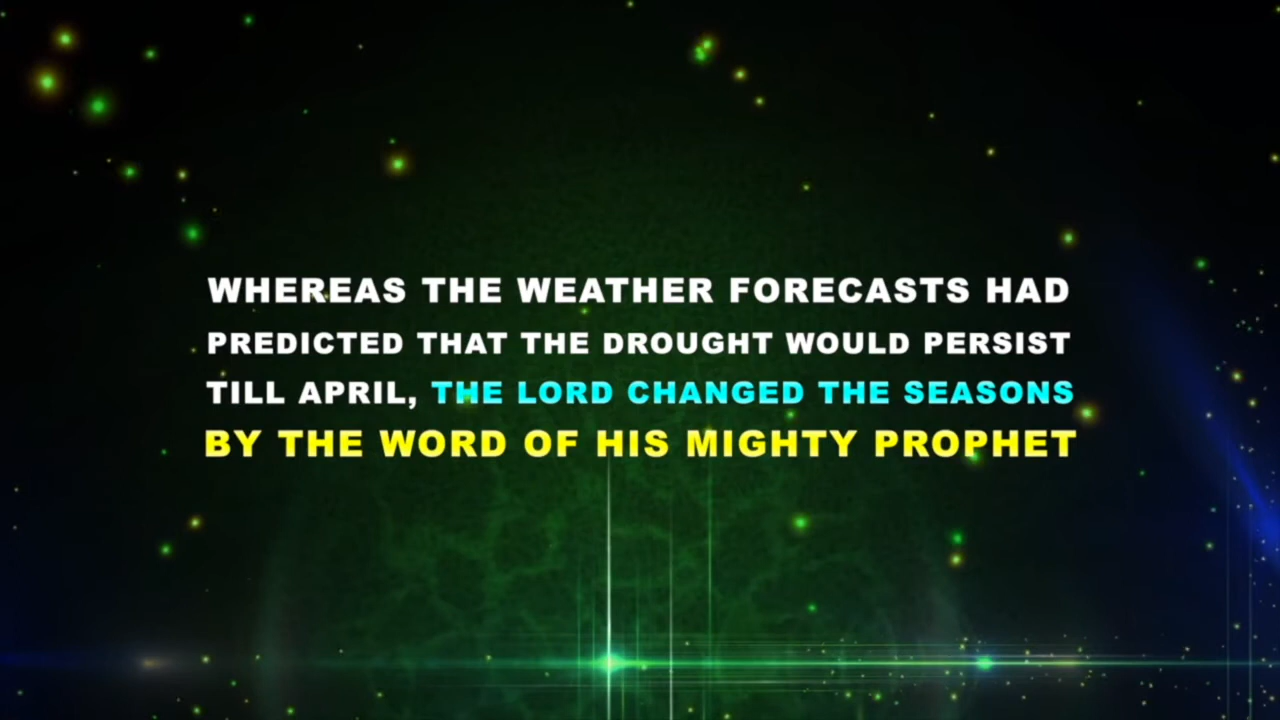 WHEREAS THE WEATHER FORECASTS HAD
PREDICTED THAT THE DROUGHT WOULD PERSIST
TILL APRIL, THE LORD CHANGED THE SEASONS
BY THE WORD OF HIS MIGHTY PROPHET